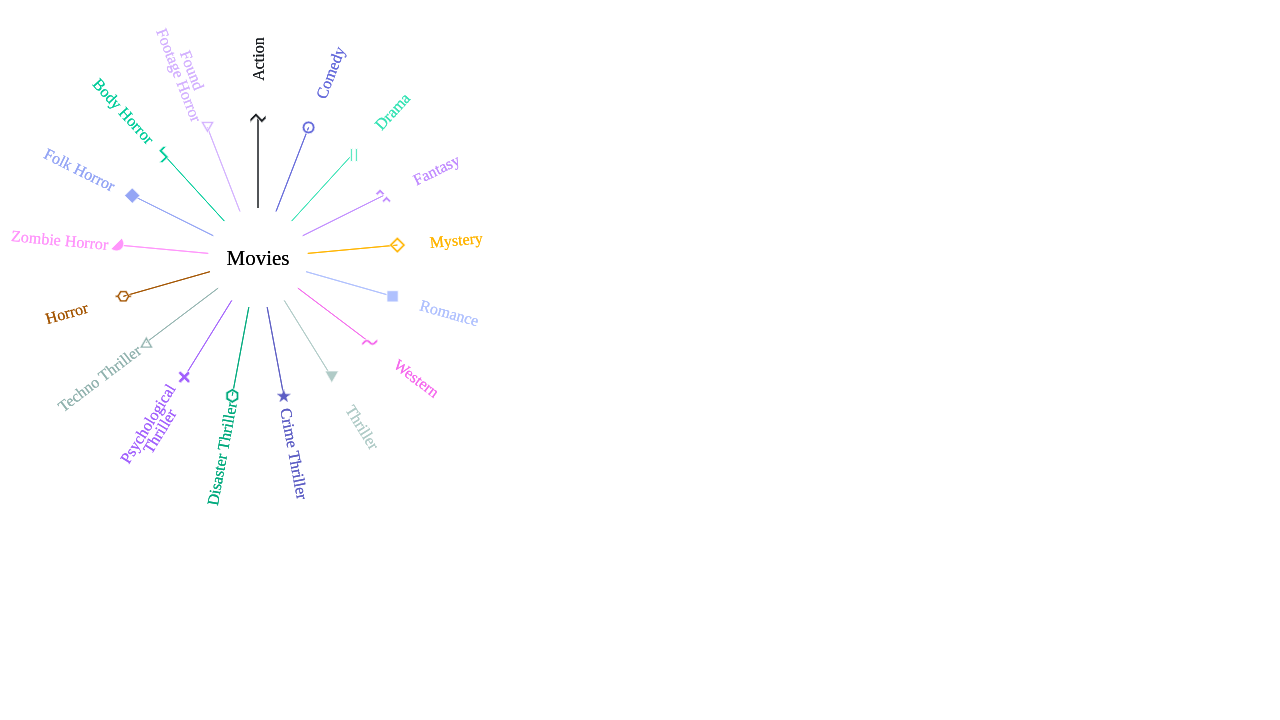 Action
Comedy
Drama
Fantasy
Mystery
Romance
Western
Thriller
Crime Thriller
Disaster Thriller
Psychological
Thriller
Techno Thriller
Horror
Zombie Horror
Folk Horror
Body Horror
Found
Footage Horror
Movies